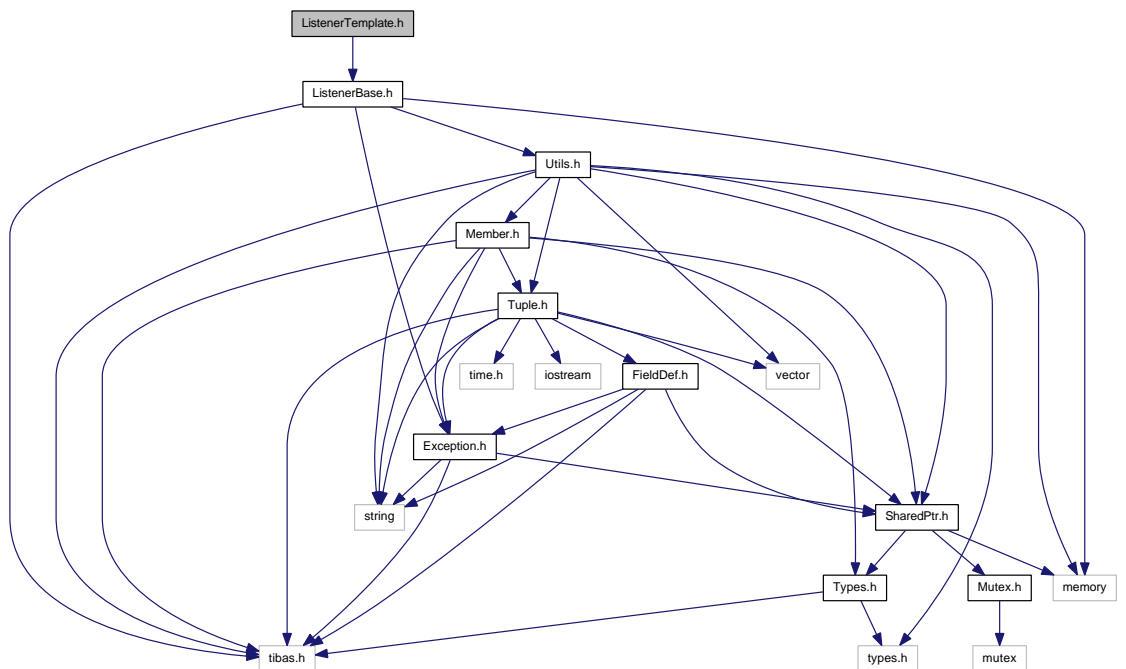 ListenerTemplate.h
ListenerBase.h
Utils.h
Member.h
Tuple.h
time.h
iostream
FieldDef.h
vector
Exception.h
string
SharedPtr.h
Types.h
Mutex.h
memory
tibas.h
types.h
mutex